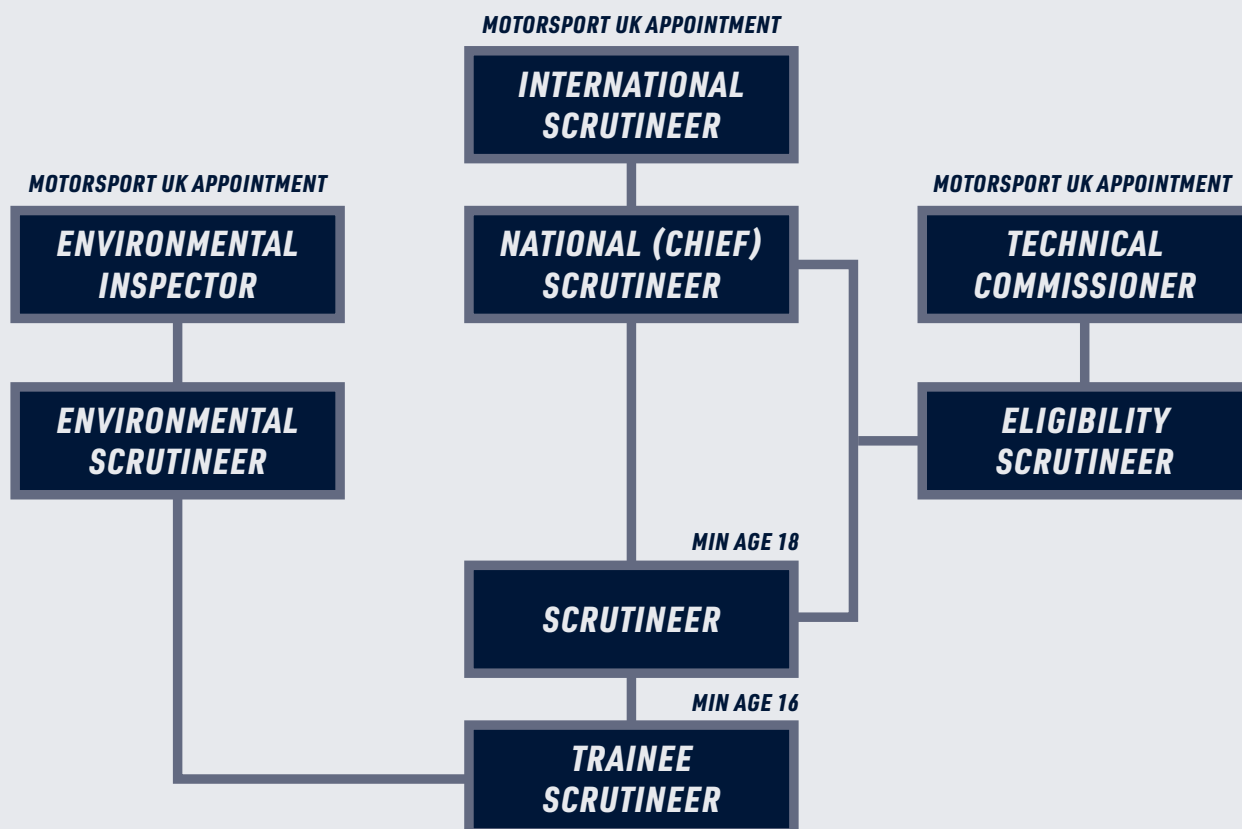 MOTORSPORT UK APPOINTMENT
INTERNATIONAL
SCRUTINEER
MOTORSPORT UK APPOINTMENT
ENVIRONMENTAL
INSPECTOR
NATIONAL (CHIEF)
SCRUTINEER
MOTORSPORT UK APPOINTMENT
TECHNICAL
COMMISSIONER
ENVIRONMENTAL
SCRUTINEER
ELIGIBILITY
SCRUTINEER
MIN AGE 18
SCRUTINEER
MIN AGE 16
TRAINEE
SCRUTINEER